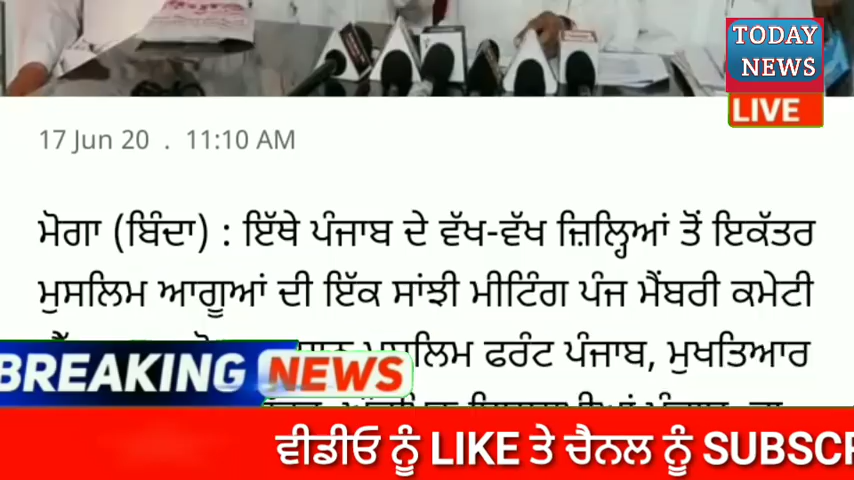 TODAY
NEWS
LIVE
17 Jun 20 . 11:10 AM
ਮੋਗਾ (ਬਿੰਦਾ) : ਇੱਥੇ ਪੰਜਾਬ ਦੇ ਵੱਖ-ਵੱਖ ਜ਼ਿਲ੍ਹਿਆਂ ਤੋਂ ਇਕੱਤਰ
ਮੁਸਲਿਮ ਆਗੂਆਂ ਦੀ ਇੱਕ ਸਾਂਝੀ ਮੀਟਿੰਗ ਪੰਜ ਮੈਂਬਰੀ ਕਮੇਟੀ
ਮੁਸਲਿਮ ਫਰੰਟ ਪੰਜਾਬ, ਮੁਖਤਿਆਰ
BREAKING NEWS
ਵੀਡੀਓ ਨੂੰ LIKE ਤੇ ਚੈਨਲ ਨੂੰ SUBSCR